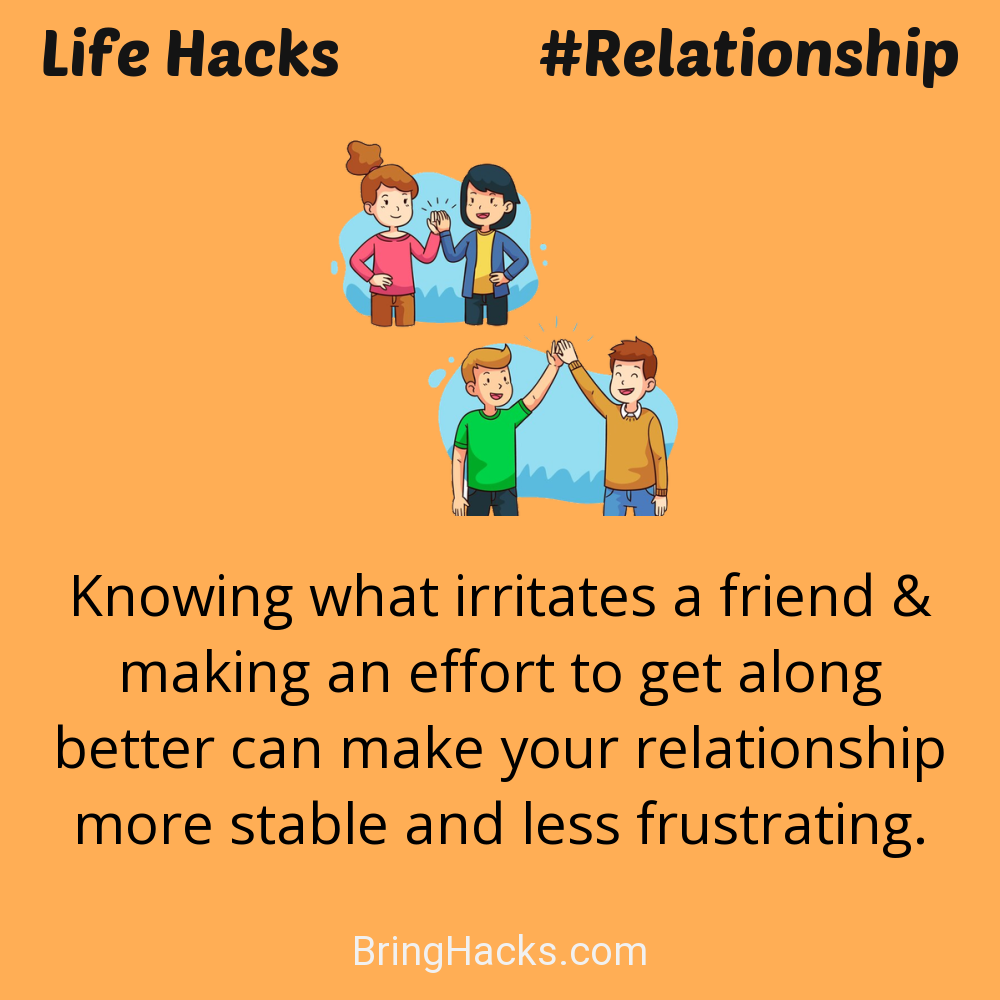 Life Hacks #Relationship
Knowing what irritates a friend &
making an effort to get along
better can make your relationship
more stable and less frustrating.
BringHacks.com